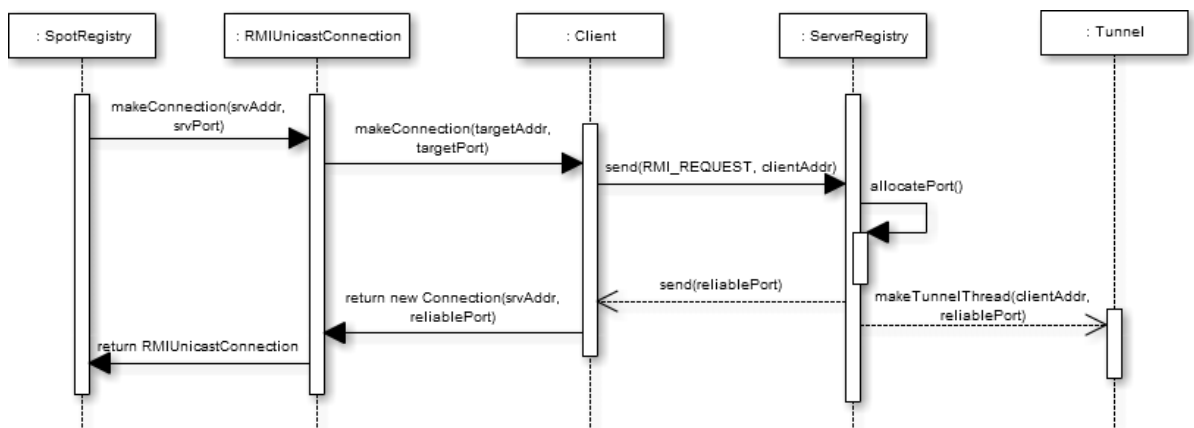 : SpotRegistry
: RMIUnicastConnection
: Client
: ServerRegistry
: Tunnel
makeConnection(srvAddr,
srvPort)
makeConnection(targetAddr,
targetPort)
send(RMI_REQUEST, clientAddr)
allocatePort()
send(reliablePort)
makeTunnelThread(clientAddr,
reliablePort)
return new Connection(srvAddr,
reliablePort)
return RMIUnicastConnection